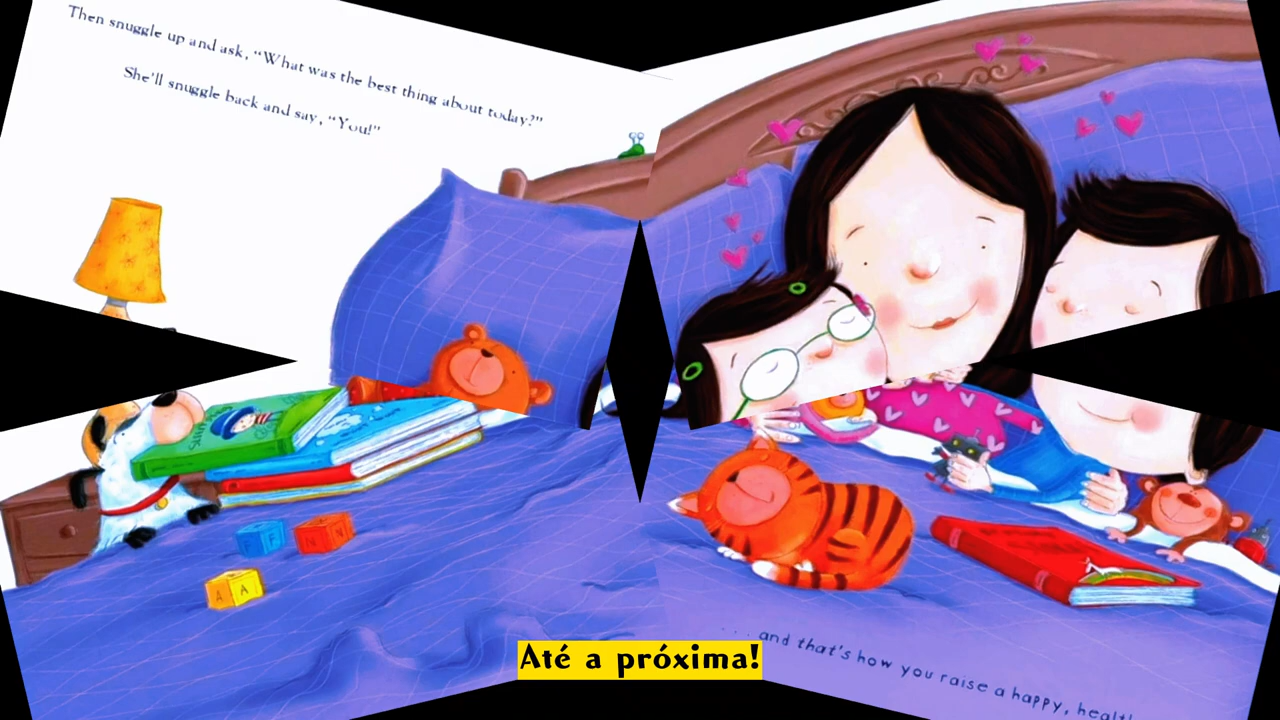 Then snuggle up and ask, “What was the best thing about today?”
She'll snuggle back and say, “You!”
F
F
N
N
A
A
Até a próxima!
. . . and that's how you raise a happy,